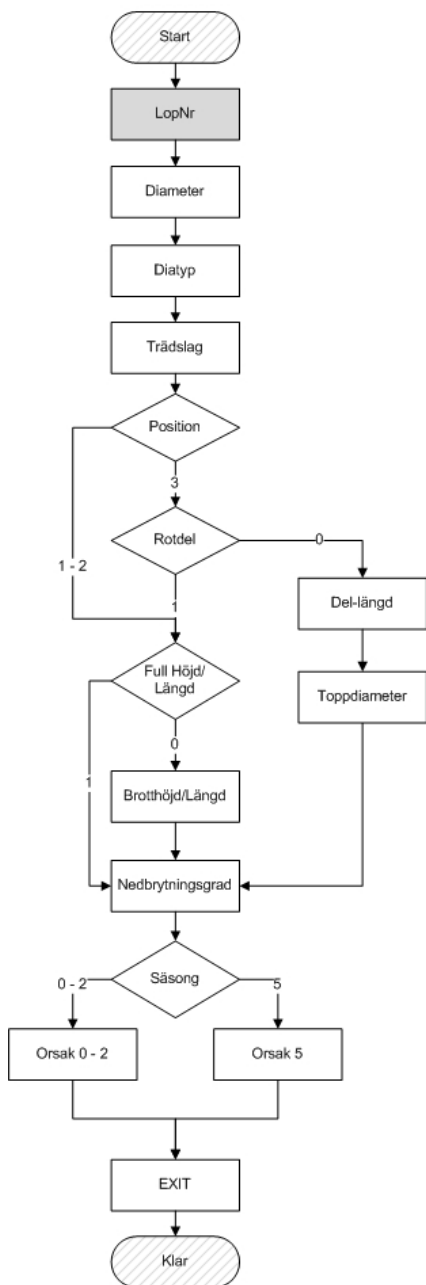 Start
LopNr
Diameter
Diatyp
Trädslag
Position
3
Rotdel
0
1 - 2
1
Del-längd
Full Höjd/
Längd
Toppdiameter
0
1
Brotthöjd/Längd
Nedbrytningsgrad
Säsong
0 - 2
5
Orsak 0 - 2
Orsak 5
EXIT
Klar